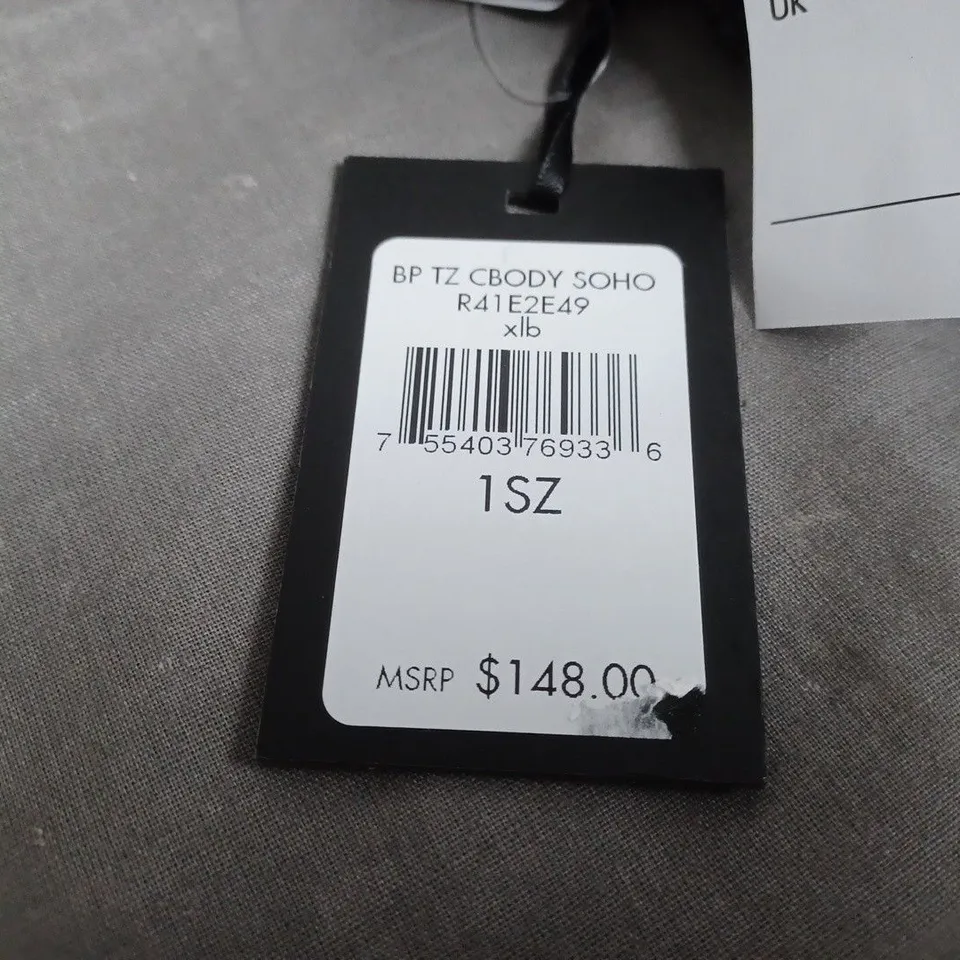 UK
BP TZ CBODY SOHO
R41E2E49
xlb
7 55403 76933 6
1SZ
MSRP $148.00